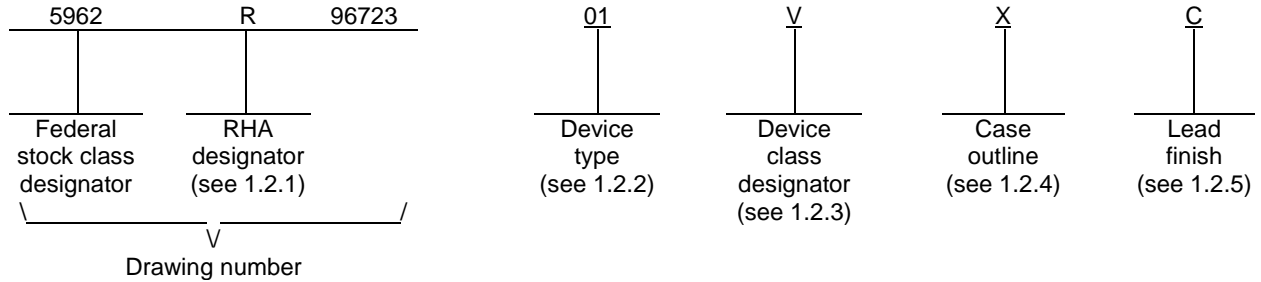 5962 R 96723 01 V X C
Federal stock class designator
RHA designator (see 1.2.1)
Device type (see 1.2.2)
Device class designator (see 1.2.3)
Case outline (see 1.2.4)
Lead finish (see 1.2.5)
\ /
\/
Drawing number